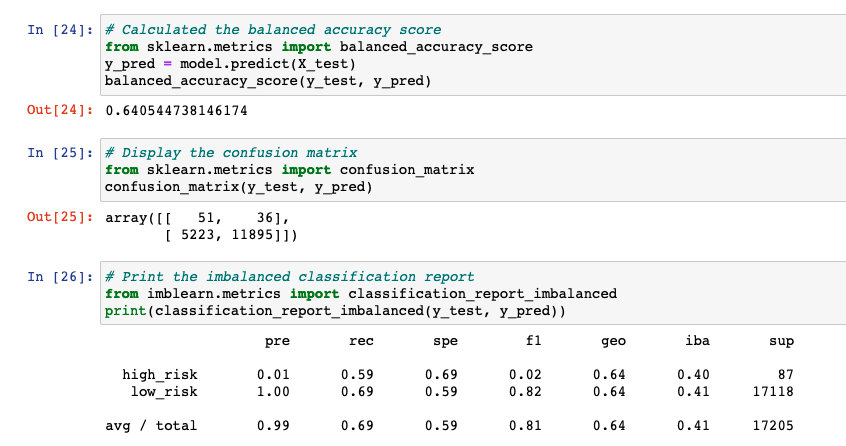 In [24]: # Calculated the balanced accuracy score
from sklearn.metrics import balanced_accuracy_score
y_pred = model.predict(X_test)
balanced_accuracy_score(y_test, y_pred)
Out[24]: 0.640544738146174
In [25]: # Display the confusion matrix
from sklearn.metrics import confusion_matrix
confusion_matrix(y_test, y_pred)
Out[25]: array([[   51,    36],
       [ 5223, 11895]])
In [26]: # Print the imbalanced classification report
from imblearn.metrics import classification_report_imbalanced
print(classification_report_imbalanced(y_test, y_pred))
                   pre       rec       spe        f1       geo       iba       sup
  high_risk       0.01      0.59      0.69      0.02      0.64      0.40        87
   low_risk       1.00      0.69      0.59      0.82      0.64      0.41     17118
avg / total       0.99      0.69      0.59      0.81      0.64      0.41     17205